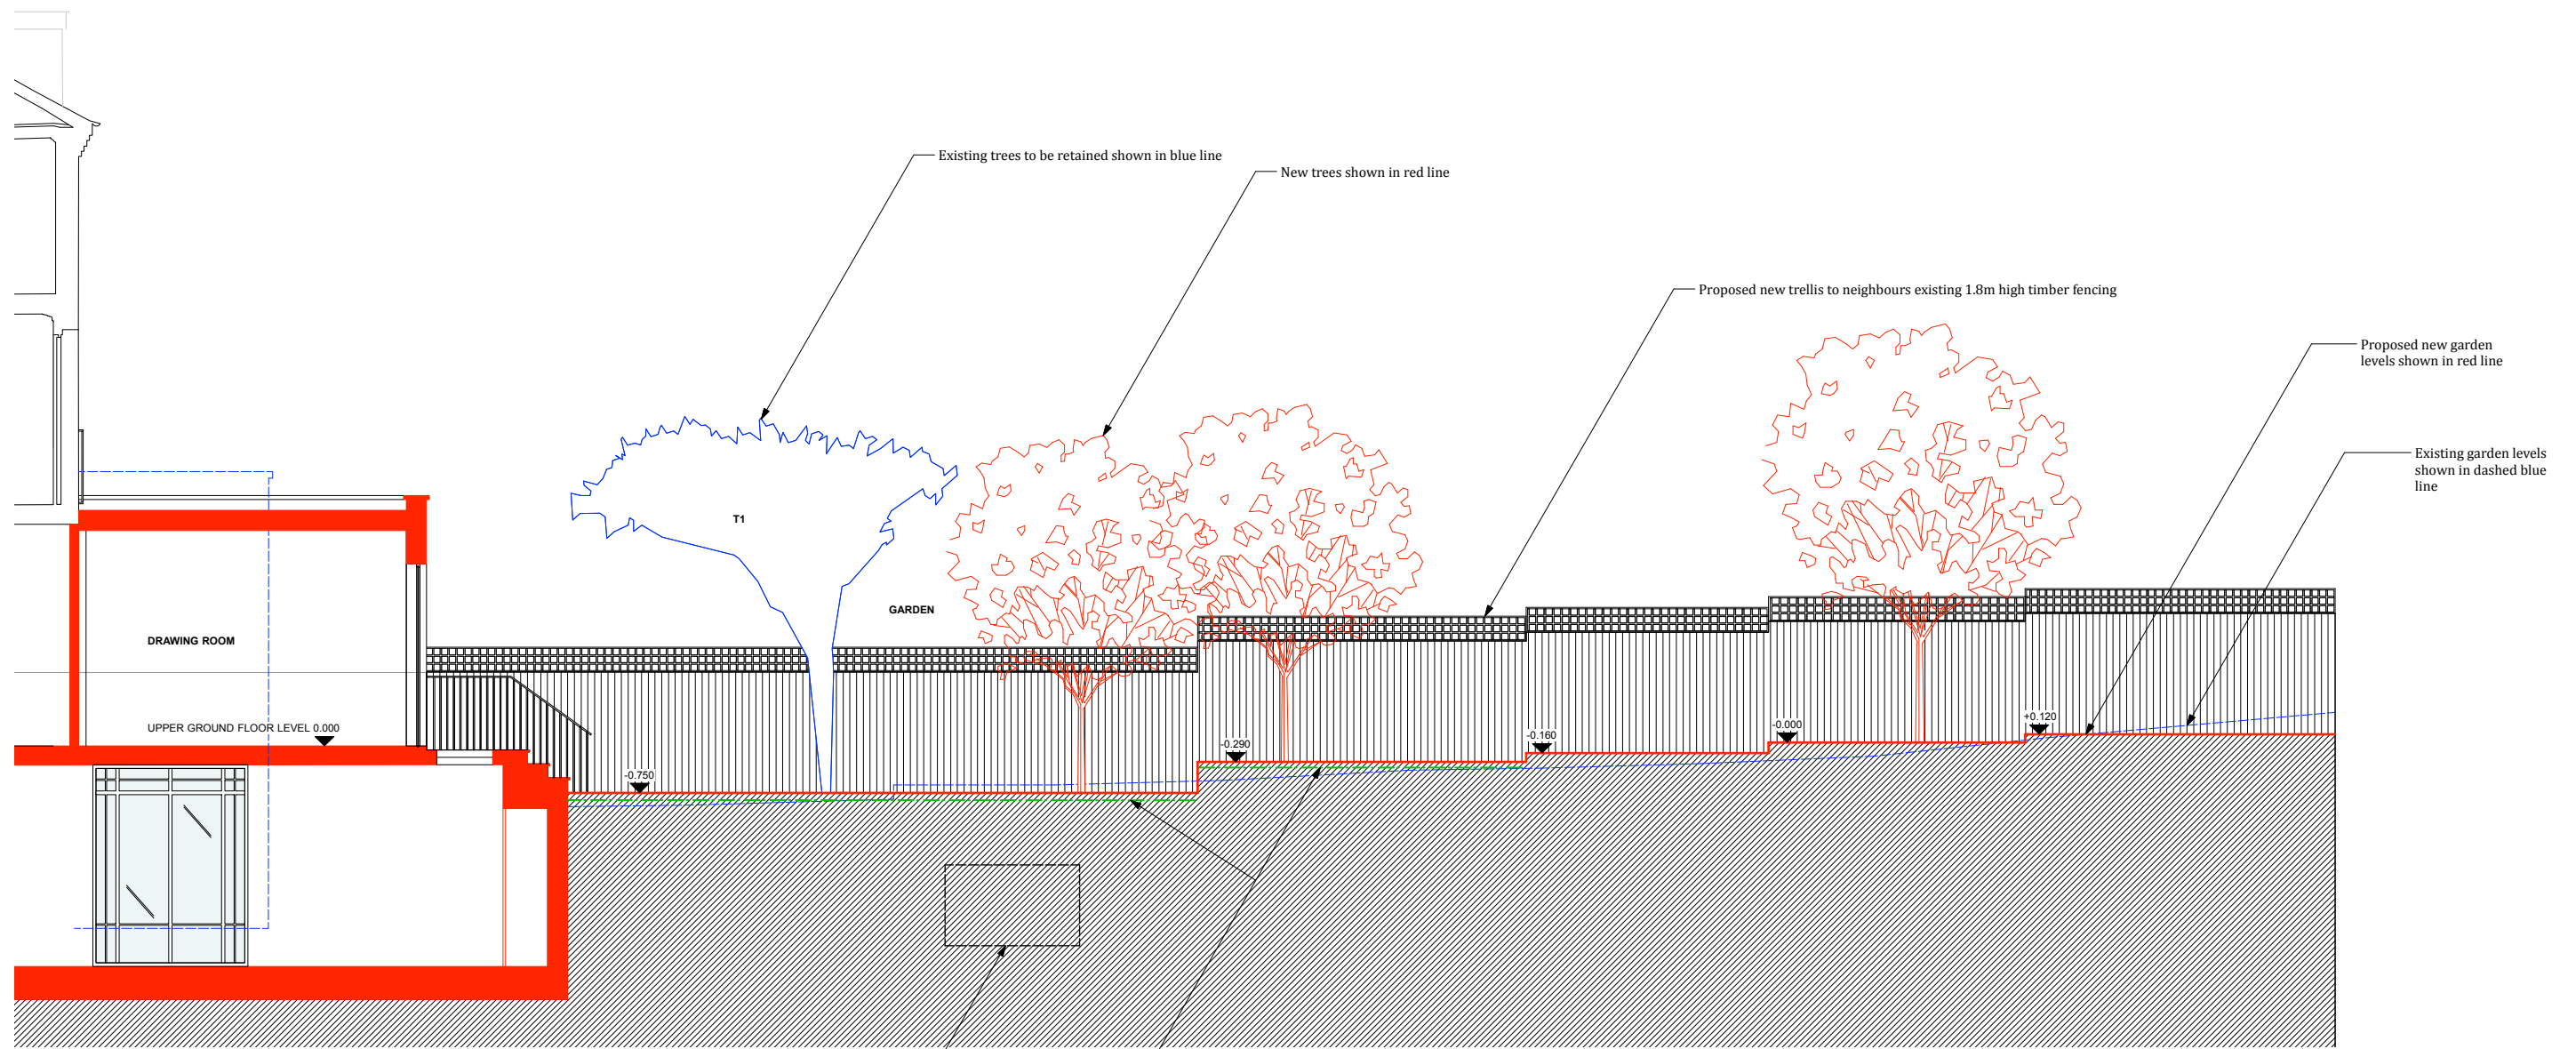 Existing trees to be retained shown in blue line
New trees shown in red line
Proposed new trellis to neighbours existing 1.8m high timber fencing
Proposed new garden
levels shown in red line
Existing garden levels
shown in dashed blue
line
T1
GARDEN
DRAWING ROOM
UPPER GROUND FLOOR LEVEL 0.000
-0.750
-0.290
-0.160
-0.000
+0.120